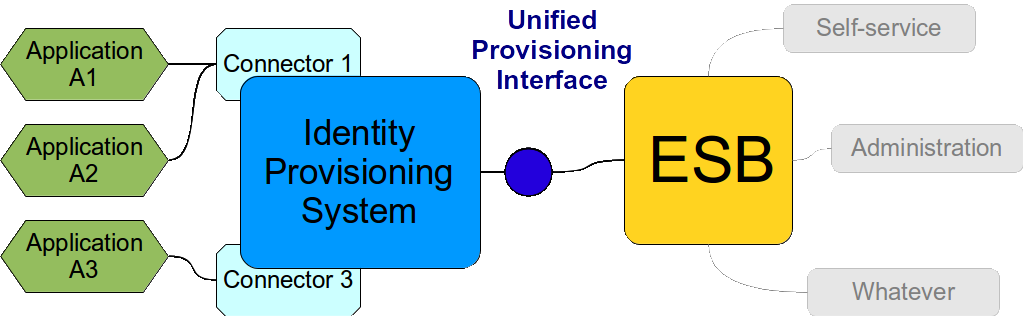 Application
A1
Application
A2
Application
A3
Connector 1
Connector 3
Identity
Provisioning
System
Unified
Provisioning
Interface
ESB
Self-service
Administration
Whatever